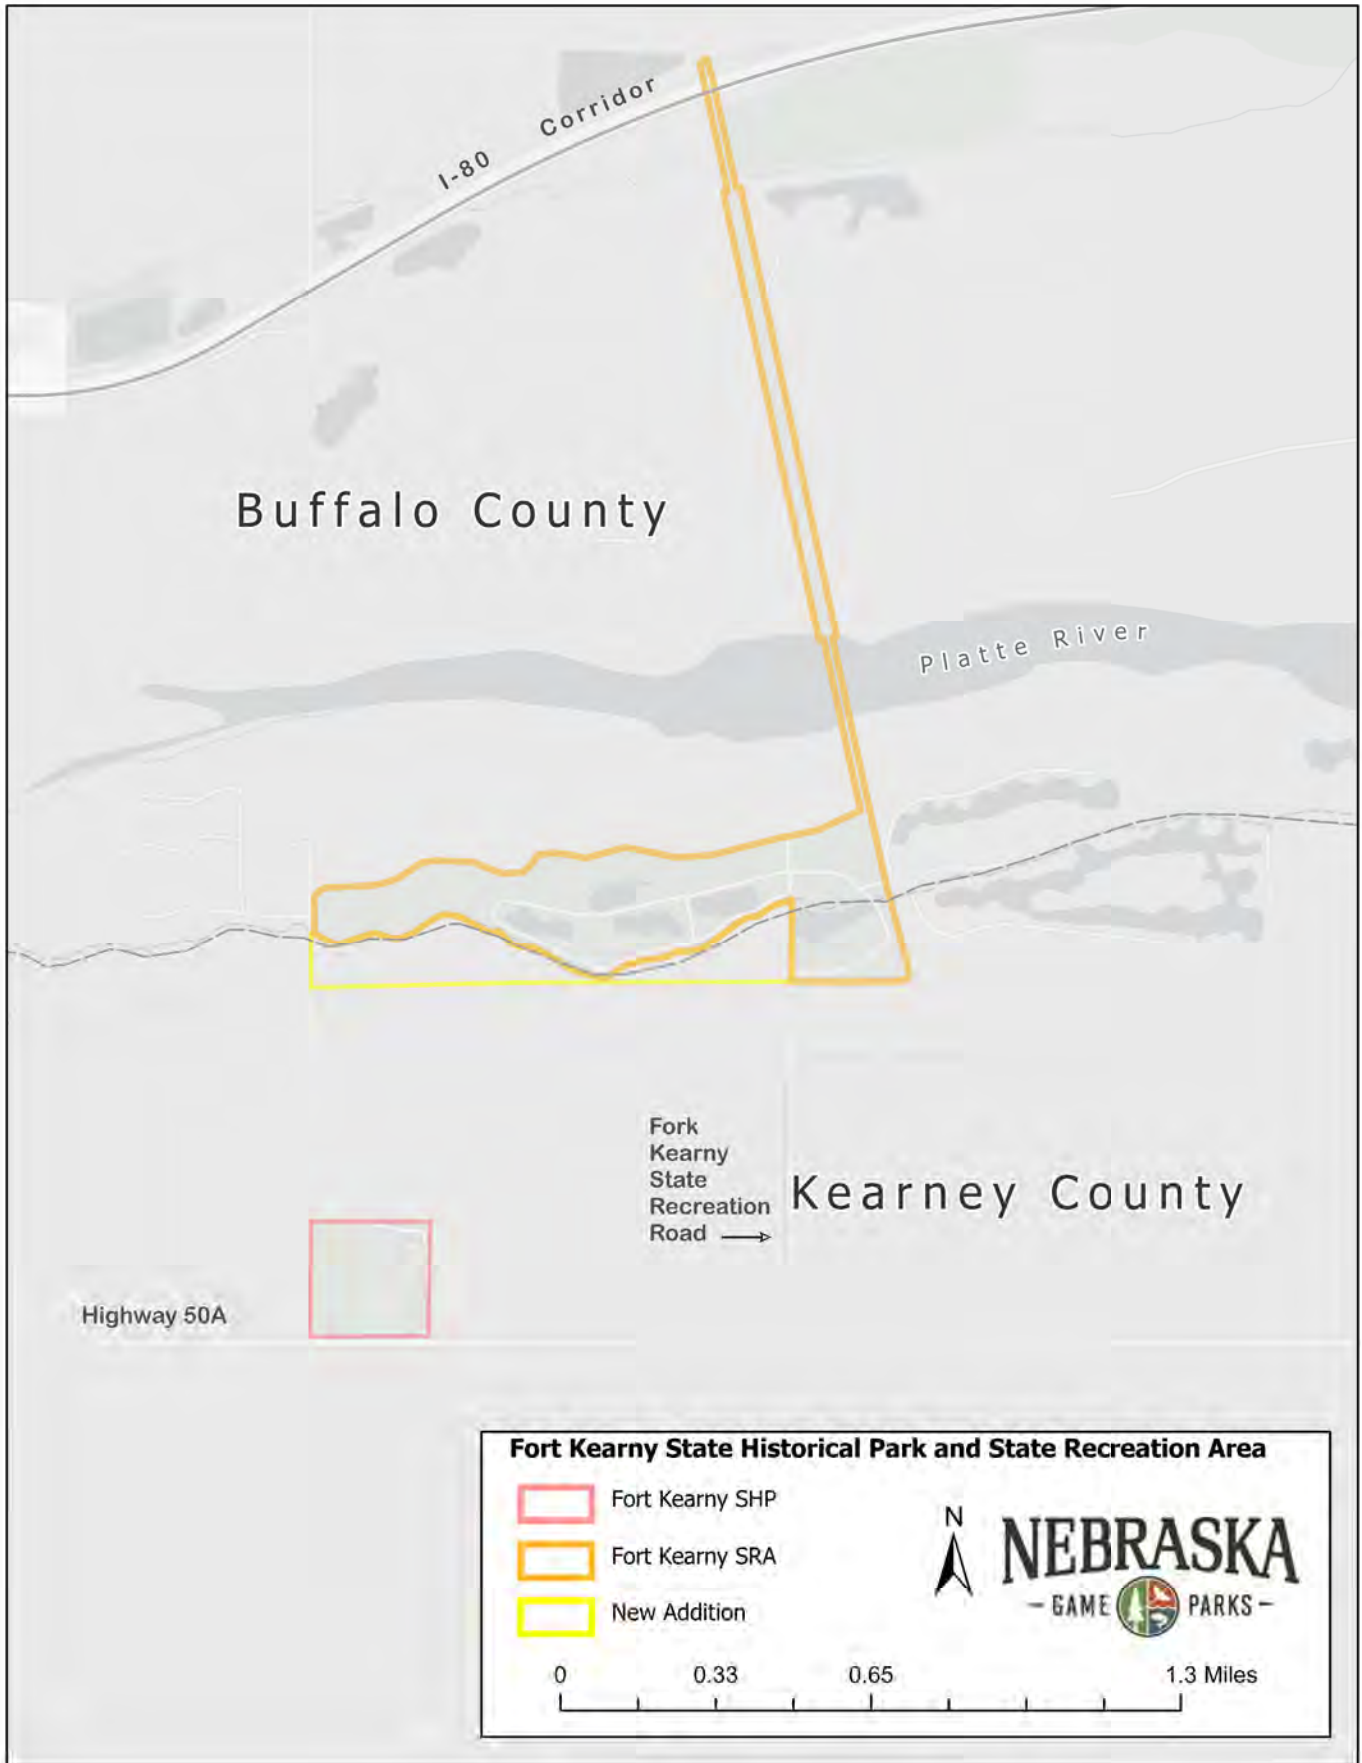 I-80 Corridor
Buffalo County
Platte River
Fork
Kearny
State
Recreation
Road
Kearney County
Highway 50A
Fort Kearny State Historical Park and State Recreation Area
Fort Kearny SHP
Fort Kearny SRA
New Addition
N
NEBRASKA
- GAME PARKS -
0 0.33 0.65 1.3 Miles